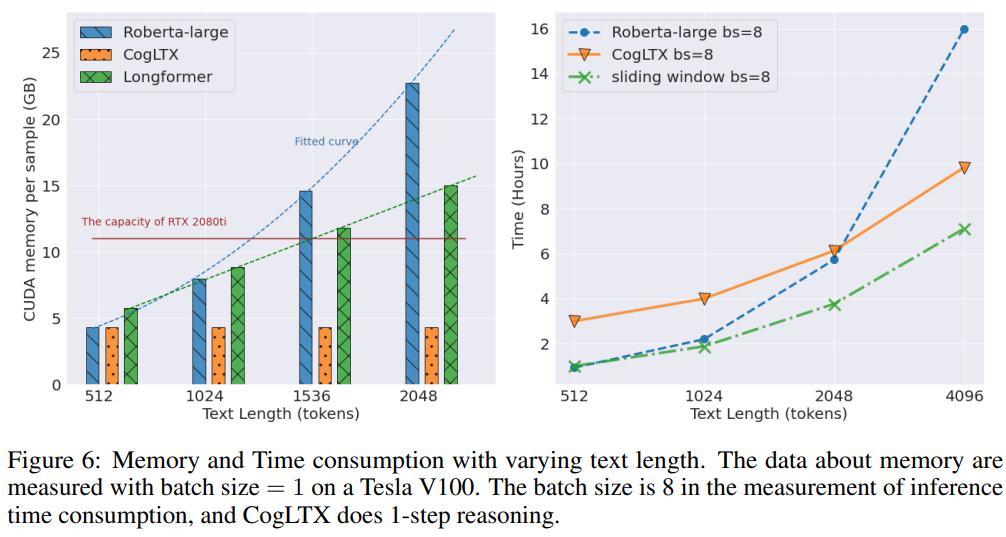 Roberta-large
CogLTX
Longformer
CUDA memory per sample (GB)
25
20
15
10
5
0
Fitted curve
The capacity of RTX 2080ti
512 1024 1536 2048
Text Length (tokens)
Roberta-large bs=8
CogLTX bs=8
sliding window bs=8
Time (Hours)
16
14
12
10
8
6
4
2
512 1024 2048 4096
Text Length (tokens)
Figure 6: Memory and Time consumption with varying text length. The data about memory are
measured with batch size = 1 on a Tesla V100. The batch size is 8 in the measurement of inference
time consumption, and CogLTX does 1-step reasoning.